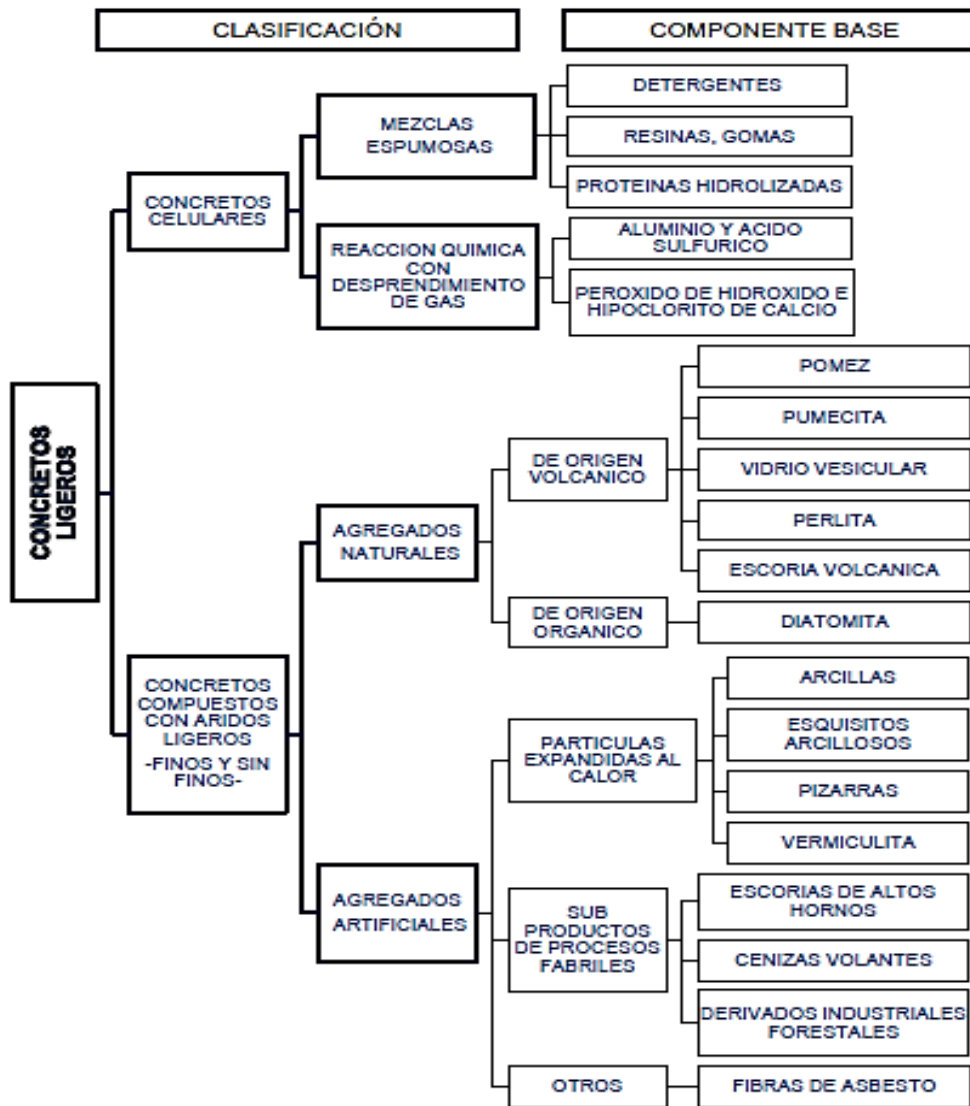 CLASIFICACIÓN
COMPONENTE BASE
CONCRETOS
LIGEROS
CONCRETOS
CELULARES
MEZCLAS
ESPUMOSAS
DETERGENTES
RESINAS, GOMAS
PROTEINAS HIDROLIZADAS
REACCION QUIMICA
CON
DESPRENDIMIENTO
DE GAS
ALUMINIO Y ACIDO
SULFURICO
PEROXIDO DE HIDROXIDO E
HIPOCLORITO DE CALCIO
CONCRETOS
COMPUESTOS
CON ARIDOS
LIGEROS
-FINOS Y SIN
FINOS-
AGREGADOS
NATURALES
DE ORIGEN
VOLCANICO
POMEZ
PUMECITA
VIDRIO VESICULAR
PERLITA
ESCORIA VOLCANICA
DE ORIGEN
ORGANICO
DIATOMITA
AGREGADOS
ARTIFICIALES
PARTICULAS
EXPANDIDAS AL
CALOR
ARCILLAS
ESQUISITOS
ARCILLOSOS
PIZARRAS
VERMICULITA
SUB
PRODUCTOS
DE PROCESOS
FABRILES
ESCORIAS DE ALTOS
HORNOS
CENIZAS VOLANTES
DERIVADOS INDUSTRIALES
FORESTALES
OTROS
FIBRAS DE ASBESTO